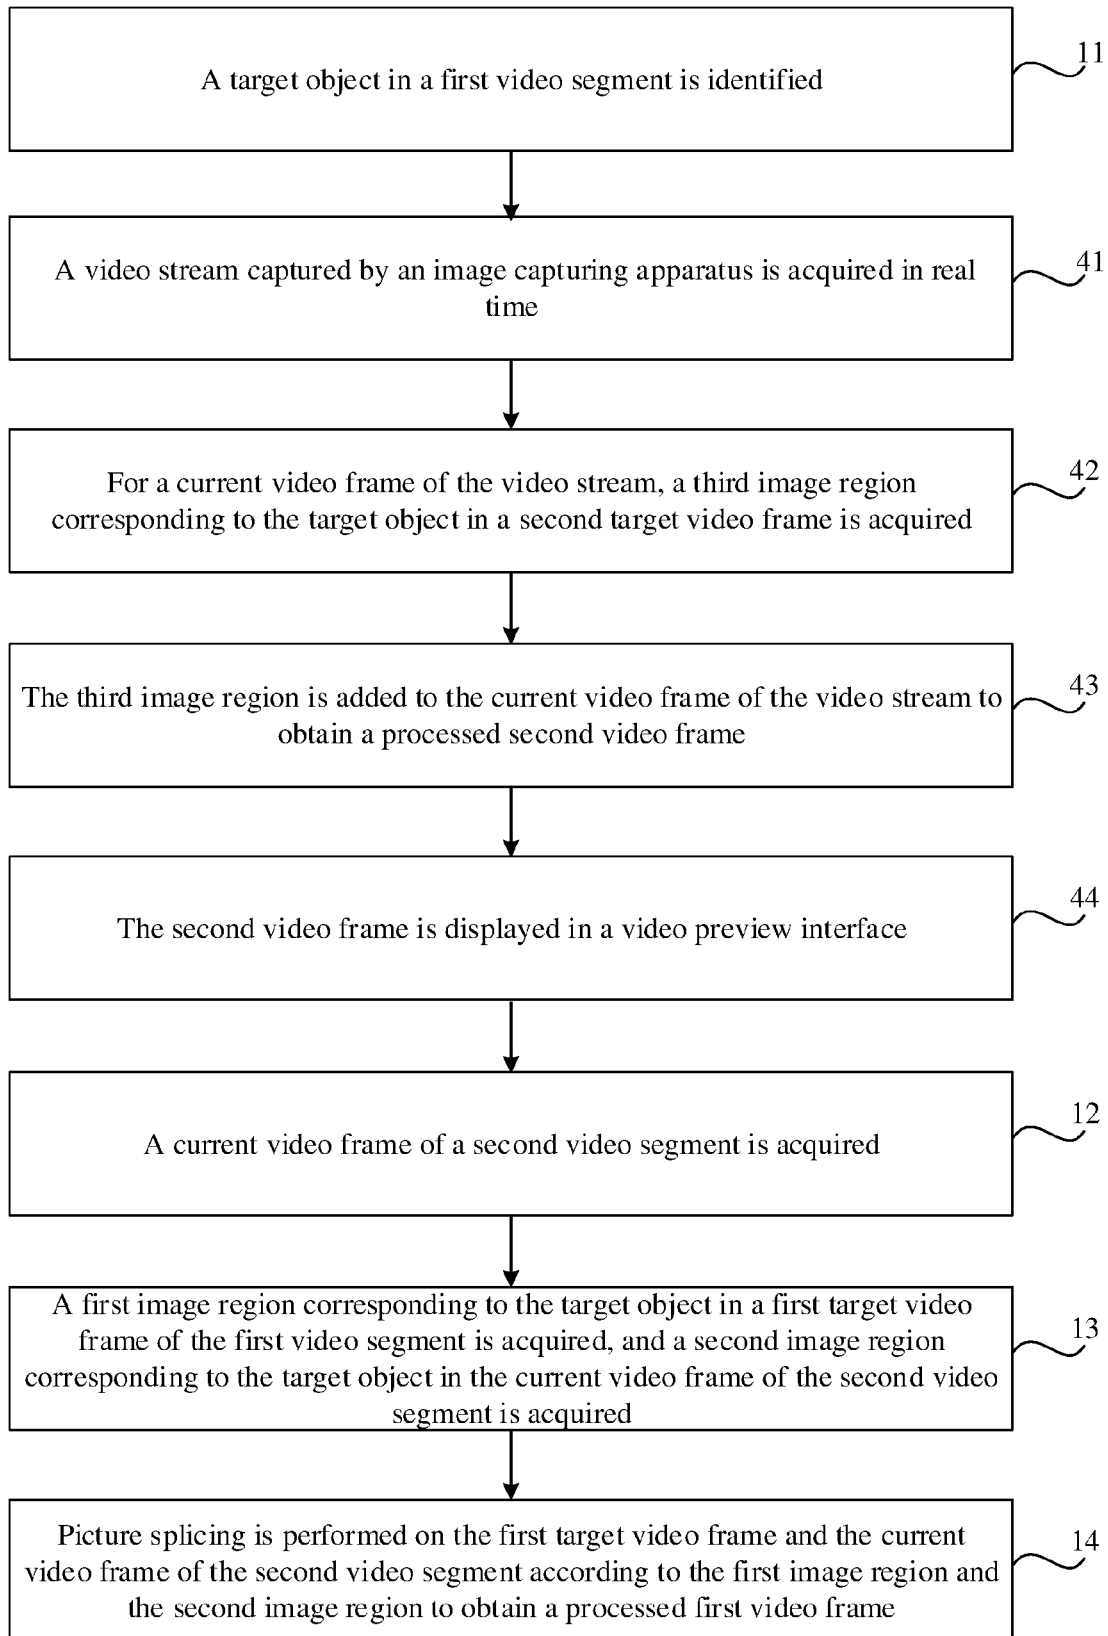 A target object in a first video segment is identified
11
A video stream captured by an image capturing apparatus is acquired in real
time
41
For a current video frame of the video stream, a third image region
corresponding to the target object in a second target video frame is acquired
42
The third image region is added to the current video frame of the video stream to
obtain a processed second video frame
43
The second video frame is displayed in a video preview interface
44
A current video frame of a second video segment is acquired
12
A first image region corresponding to the target object in a first target video
frame of the first video segment is acquired, and a second image region
corresponding to the target object in the current video frame of the second video
segment is acquired
13
Picture splicing is performed on the first target video frame and the current
video frame of the second video segment according to the first image region and
the second image region to obtain a processed first video frame
14